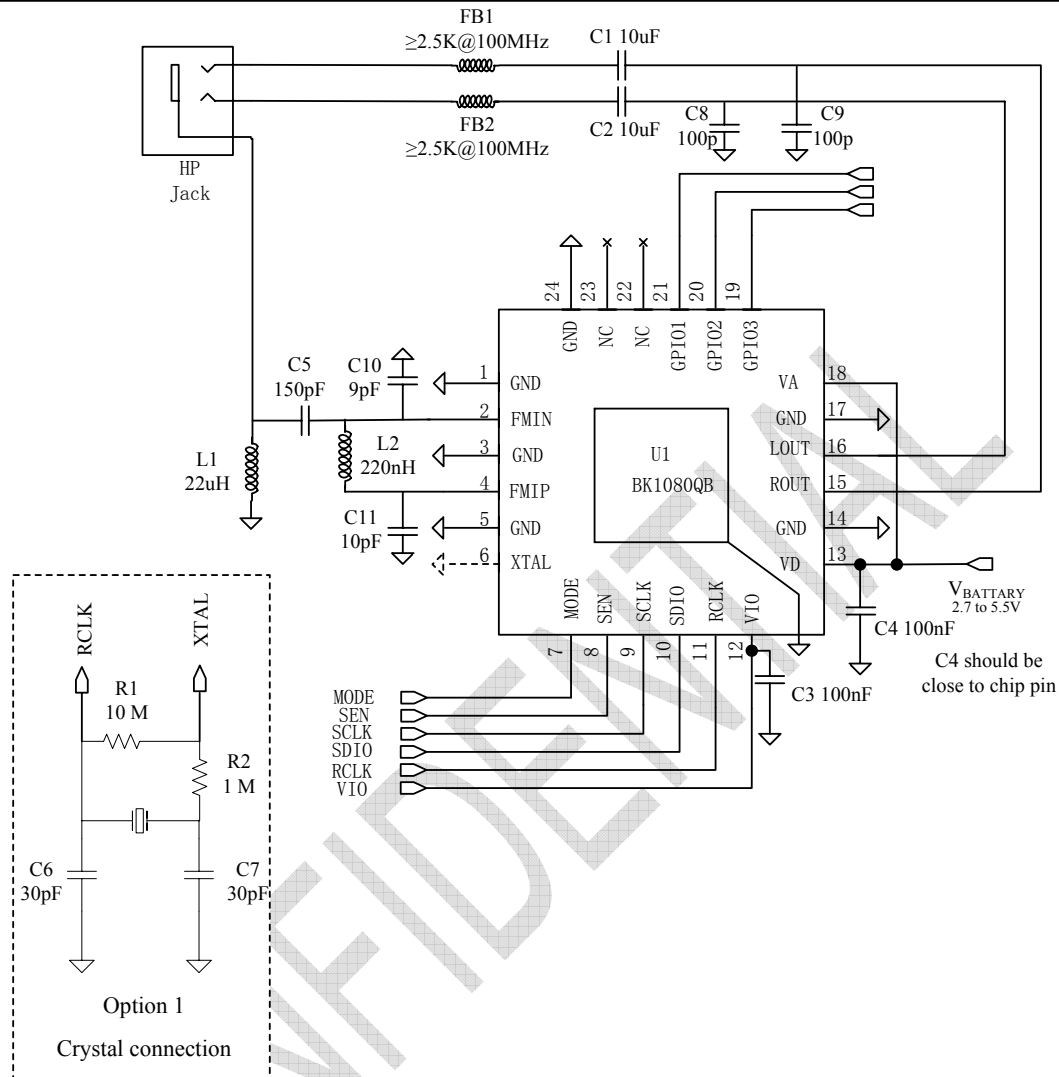 FB1
≥2.5K@100MHz
C1 10uF
FB2
≥2.5K@100MHz
C2 10uF
C8
100p
C9
100p
HP
Jack
24
23
22
21
20
19
GND
NC
NC
GPIO1
GPIO2
GPIO3
C5
150pF
C10
9pF
L1
22uH
L2
220nH
C11
10pF
1
GND
2
FMIN
3
GND
4
FMIP
5
GND
6
XTAL
U1
BK1080QB
VA
18
GND
17
LOUT
16
ROUT
15
GND
14
VD
13
MODE
SEN
SCLK
SDIO
RCLK
VIO
7
8
9
10
11
12
VBATTARY
2.7 to 5.5V
C4 100nF
C4 should be
close to chip pin
C3 100nF
MODE
SEN
SCLK
SDIO
RCLK
VIO
RCLK
XTAL
R1
10 M
R2
1 M
C6
30pF
C7
30pF
Option 1
Crystal connection
NFIDENTIAL